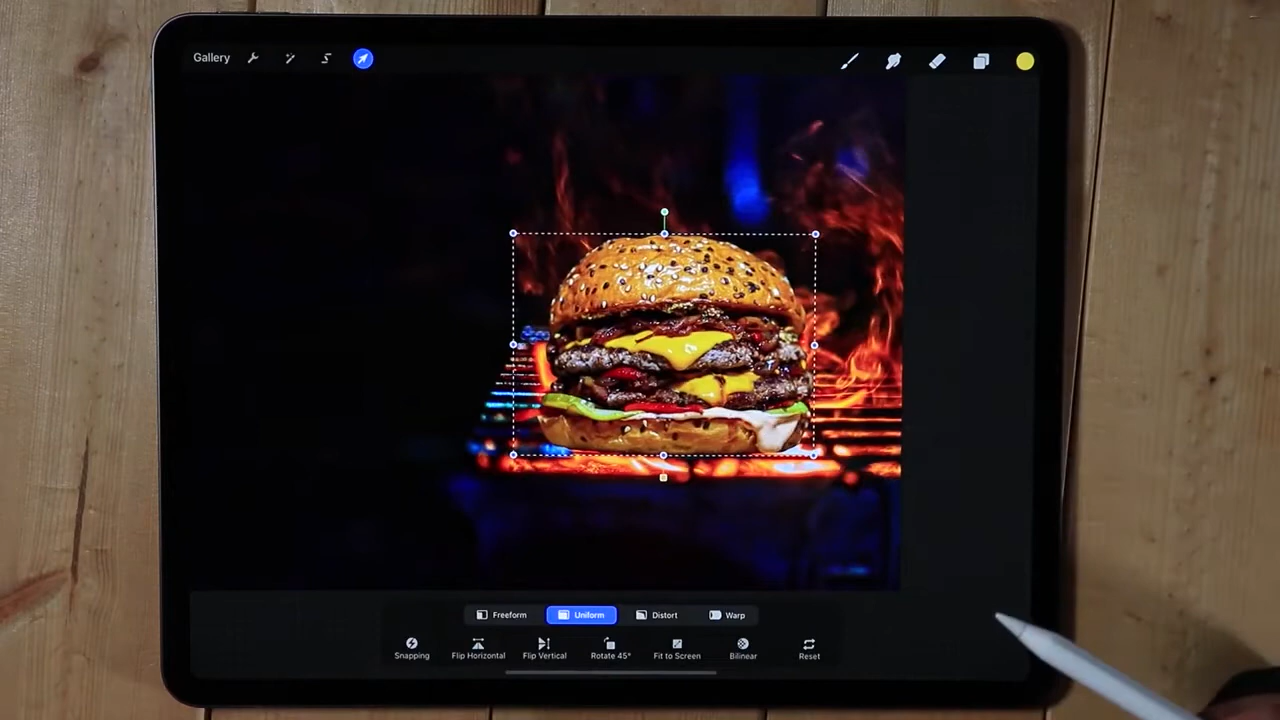 Gallery
Freeform Uniform Distort Warp
Snapping Flip Horizontal Flip Vertical Rotate 45° Fit to Screen Bilinear Reset